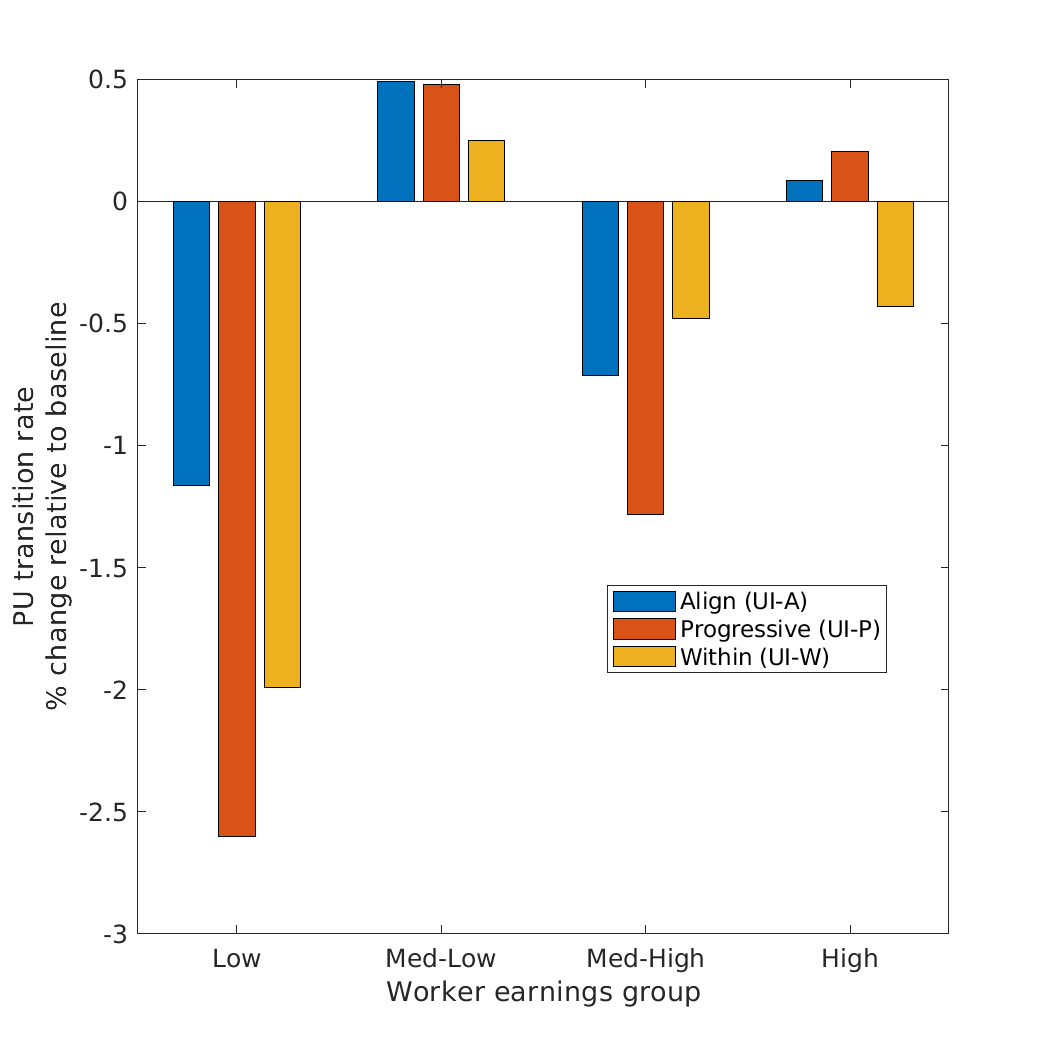 PU transition rate
% change relative to baseline
0.5
0
-0.5
-1
-1.5
-2
-2.5
-3
Align (UI-A)
Progressive (UI-P)
Within (UI-W)
Low Med-Low Med-High High
Worker earnings group